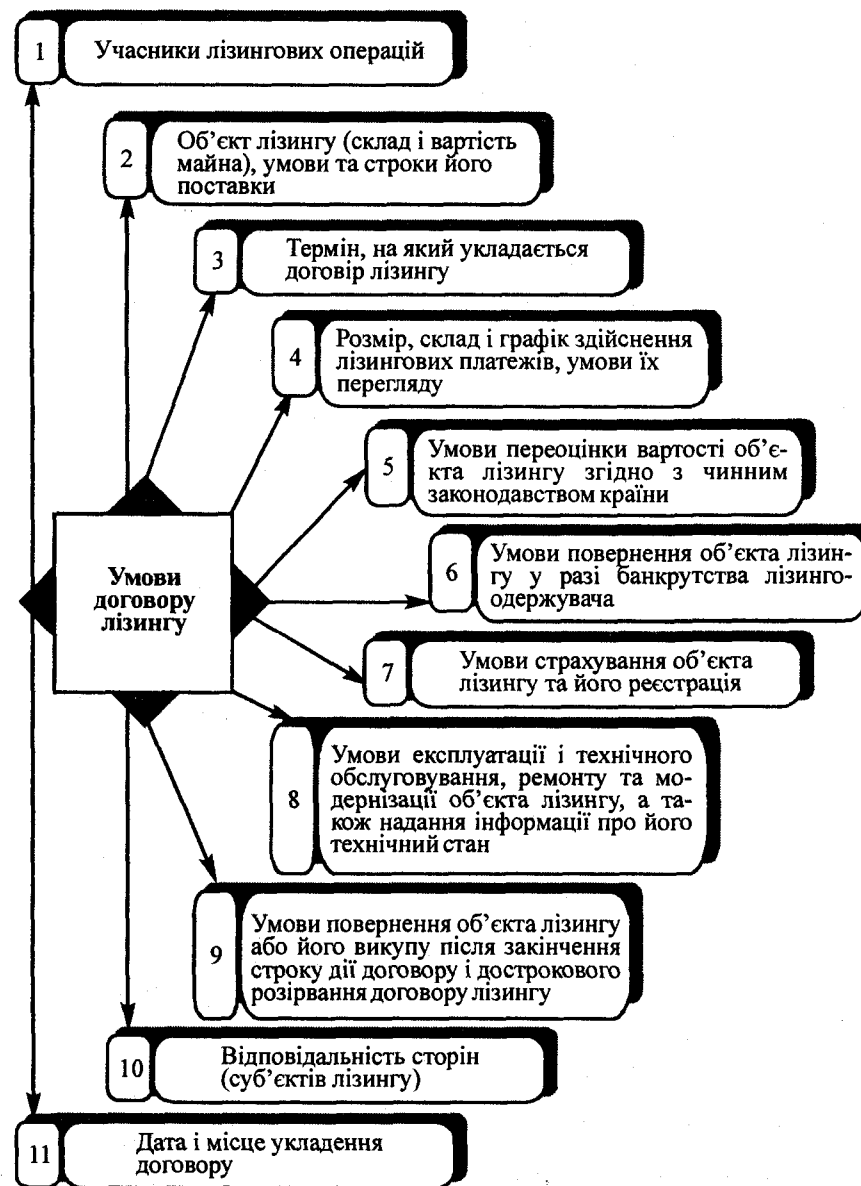 1
Учасники лізингових операцій
2
Об’єкт лізингу (склад і вартість
майна), умови та строки його
поставки
3
Термін, на який укладається
договір лізингу
4
Розмір, склад і графік здійснення
лізингових платежів, умови їх
перегляду
5
Умови переоцінки вартості об’є-
кта лізингу згідно з чинним
законодавством країни
Умови
договору
лізингу
6
Умови повернення об’єкта лізин-
гу у разі банкрутства лізинго-
одержувача
7
Умови страхування об’єкта
лізингу та його реєстрація
8
Умови експлуатації і технічного
обслуговування, ремонту та мо-
дернізації об’єкта лізингу, а та-
кож надання інформації про його
технічний стан
9
Умови повернення об’єкта лізингу
або його викупу після закінчення
строку дії договору і дострокового
розірвання договору лізингу
10
Відповідальність сторін
(суб’єктів лізингу)
11
Дата і місце укладення
договору